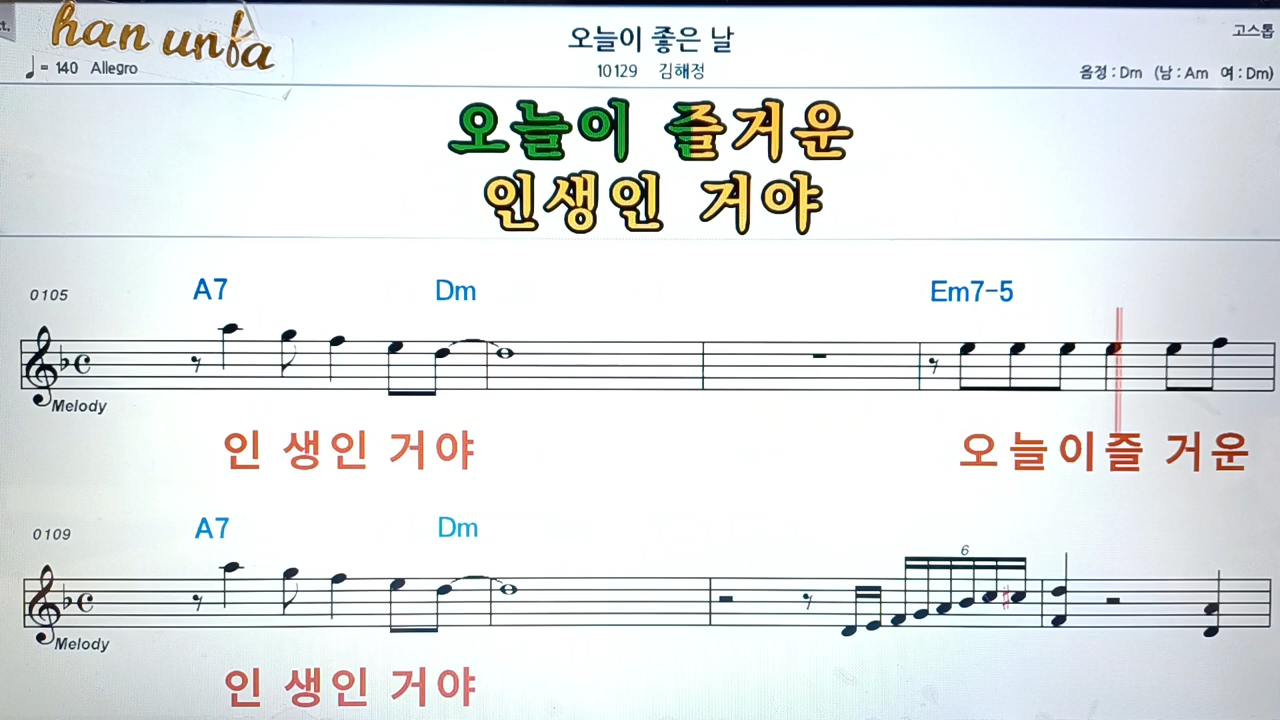 ct.
han unfa
오늘이 좋은 날
고스톱
♩= 140 Allegro
10129 김해정
음정 : Dm (남 : Am 여 : Dm)
오늘이 즐거운
인생인 거야
0105
A7 Dm Em7-5
Melody
인 생인 거야 오늘이즐 거운
0109
A7 Dm
6
Melody
인 생인 거야